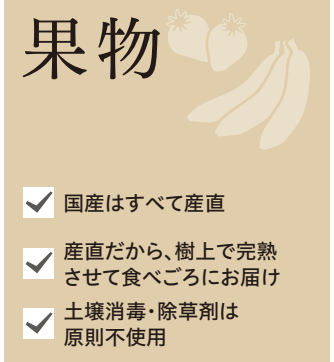 果物
国産はすべて産直
産直だから、樹上で完熟
させて食べごろにお届け
土壌消毒・除草剤は
原則不使用